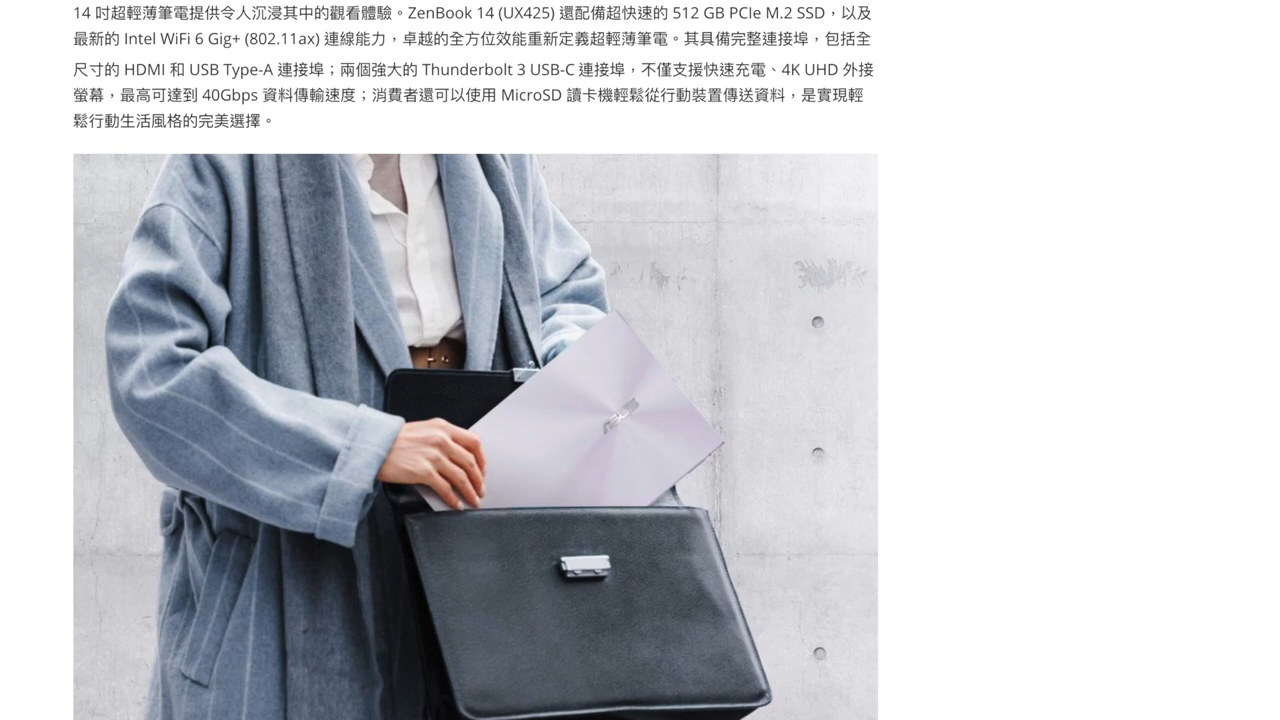 14 吋超輕薄筆電提供令人沉浸其中的觀看體驗。ZenBook 14 (UX425) 還配備超快速的 512 GB PCIe M.2 SSD，以及
最新的 Intel WiFi 6 Gig+ (802.11ax) 連線能力，卓越的全方位效能重新定義超輕薄筆電。其具備完整連接埠，包括全
尺寸的 HDMI 和 USB Type-A 連接埠；兩個強大的 Thunderbolt 3 USB-C 連接埠，不僅支援快速充電、4K UHD 外接
螢幕，最高可達到 40Gbps 資料傳輸速度；消費者還可以使用 MicroSD 讀卡機輕鬆從行動裝置傳送資料，是實現輕
鬆行動生活風格的完美選擇。
ASUS